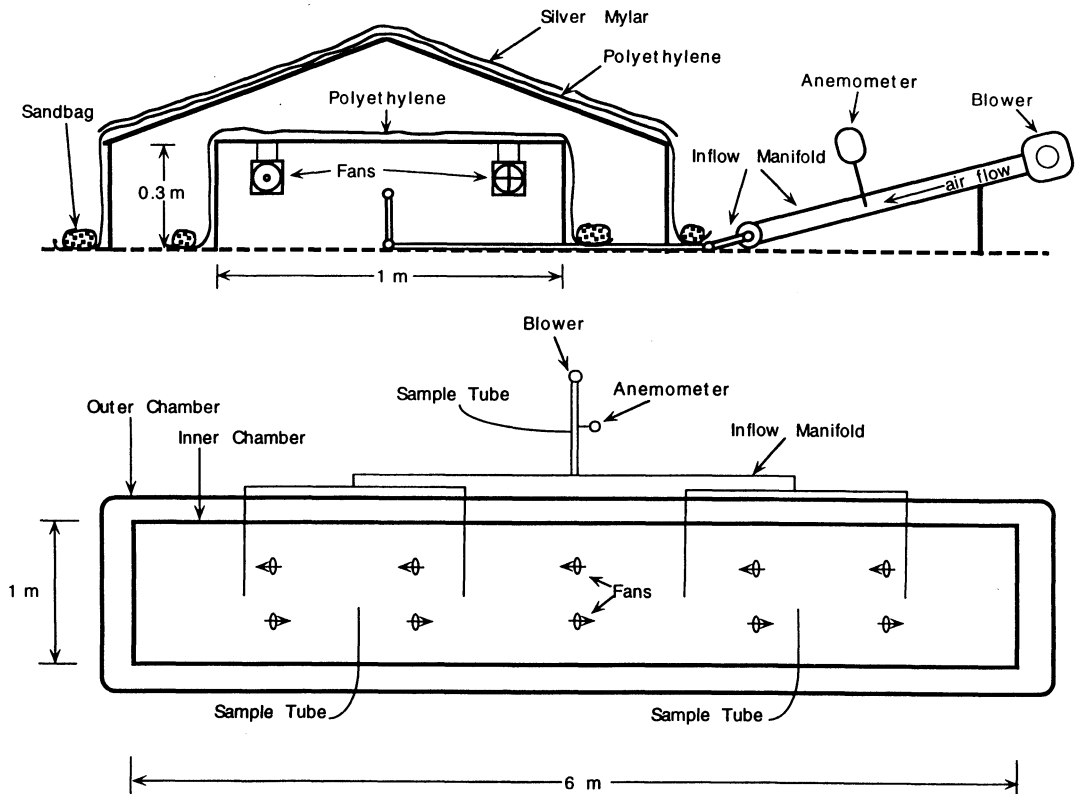 Silver Mylar
Polyethylene
Anemometer
Blower
Sandbag
Polyethylene
Inflow Manifold
Fans
0.3 m
air flow
1 m
Blower
Sample Tube
Anemometer
Outer Chamber
Inner Chamber
Inflow Manifold
1 m
Fans
Sample Tube
Sample Tube
6 m